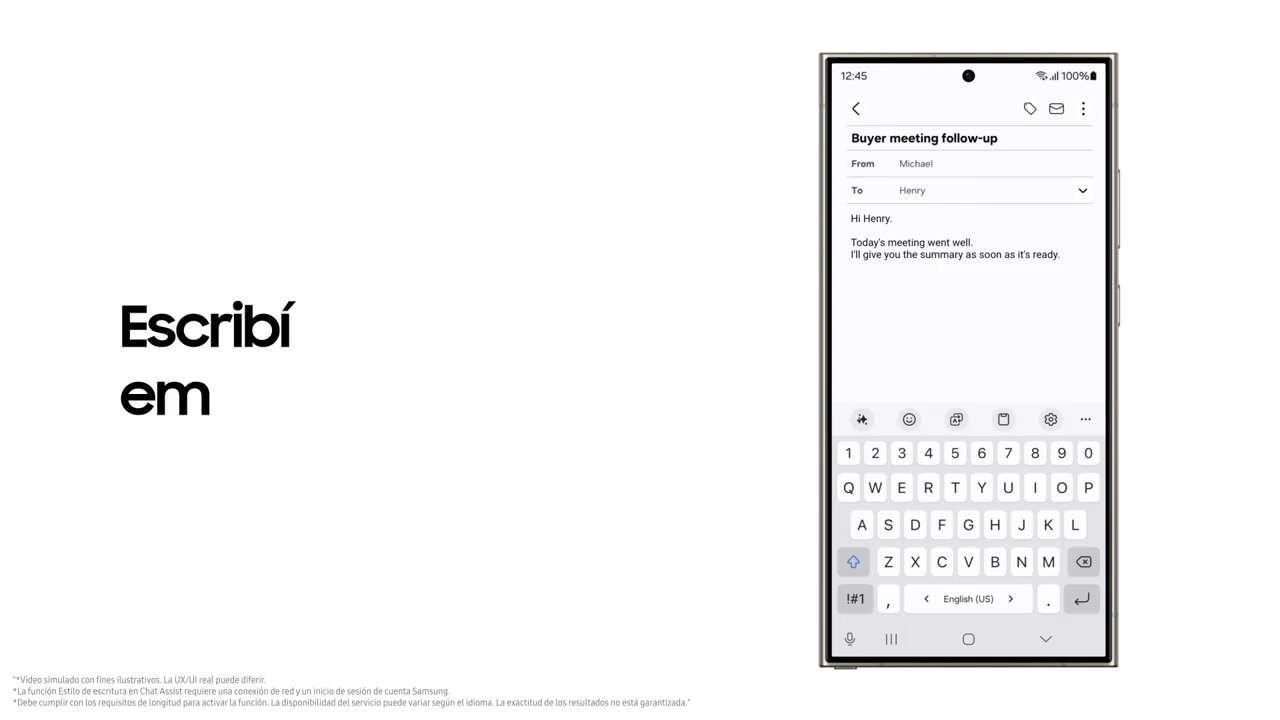 Escribí
em
12:45
100%
Buyer meeting follow-up
From Michael
To Henry
Hi Henry.
Today's meeting went well.
I'll give you the summary as soon as it's ready.
1 2 3 4 5 6 7 8 9 0
Q W E R T Y U I O P
A S D F G H J K L
Z X C V B N M
!#1 , < English (US) > .
"*Video simulado con fines ilustrativos. La UX/UI real puede diferir.
*La función Estilo de escritura en Chat Assist requiere una conexión de red y un inicio de sesión de cuenta Samsung.
*Debe cumplir con los requisitos de longitud para activar la función. La disponibilidad del servicio puede variar según el idioma. La exactitud de los resultados no está garantizada."